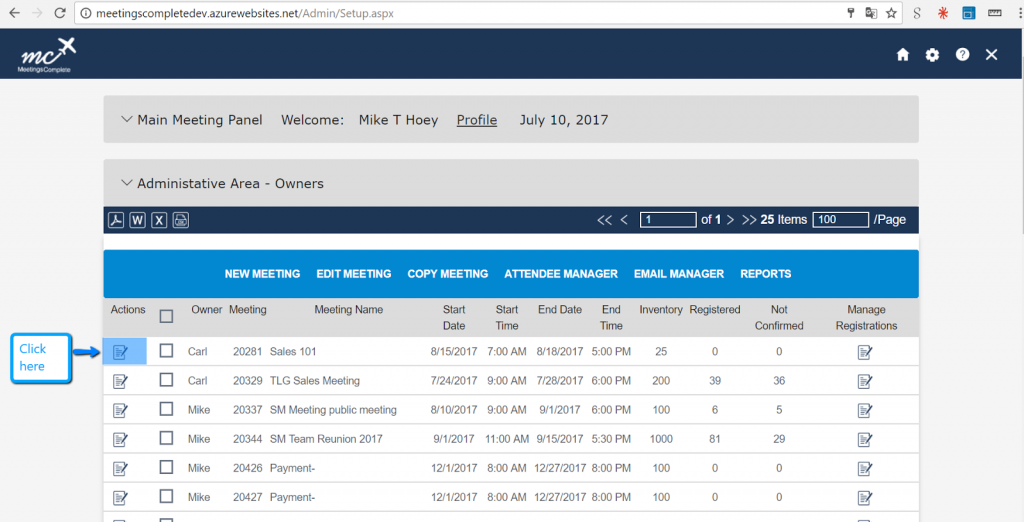 meetingscompletedev.azurewebsites.net/Admin/Setup.aspx
mc
MeetingsComplete
Main Meeting Panel Welcome: Mike T Hoey Profile July 10, 2017
Administative Area - Owners
W X << < 1 of 1 > >> 25 Items 100 /Page
NEW MEETING EDIT MEETING COPY MEETING ATTENDEE MANAGER EMAIL MANAGER REPORTS
Actions Owner Meeting Meeting Name Start Date Start Time End Date End Time Inventory Registered Not Confirmed Manage Registrations
Click here
Carl 20281 Sales 101 8/15/2017 7:00 AM 8/18/2017 5:00 PM 25 0 0
Carl 20329 TLG Sales Meeting 7/24/2017 9:00 AM 7/28/2017 6:00 PM 200 39 36
Mike 20337 SM Meeting public meeting 8/10/2017 9:00 AM 9/1/2017 6:00 PM 100 6 5
Mike 20344 SM Team Reunion 2017 9/1/2017 11:00 AM 9/15/2017 5:30 PM 1000 81 29
Mike 20426 Payment- 12/1/2017 8:00 AM 12/27/2017 8:00 PM 100 0 0
Mike 20427 Payment- 12/1/2017 8:00 AM 12/27/2017 8:00 PM 100 0 0